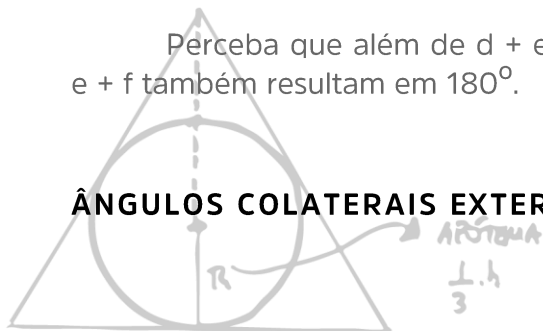 Perceba que além de d + e
e + f também resultam em 180º.
ÂNGULOS COLATERAIS EXTER
R
APÓTEMA
1/3 . h